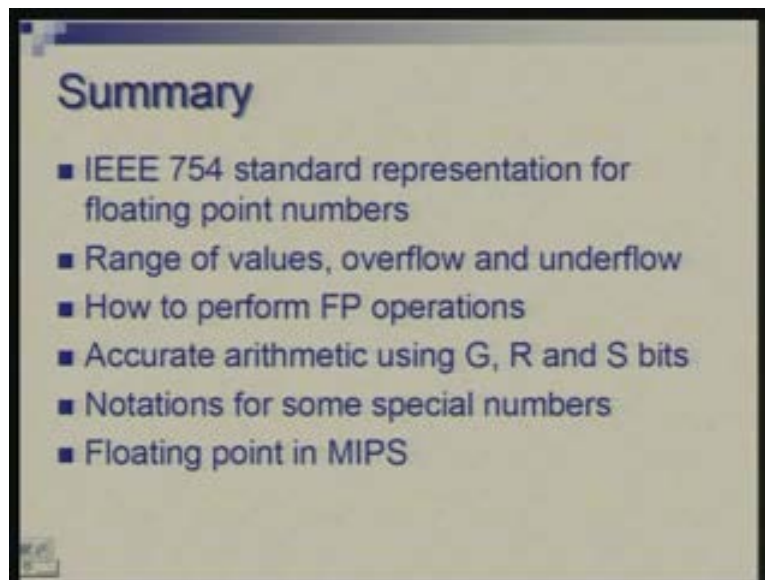 Summary
IEEE 754 standard representation for
floating point numbers
Range of values, overflow and underflow
How to perform FP operations
Accurate arithmetic using G, R and S bits
Notations for some special numbers
Floating point in MIPS